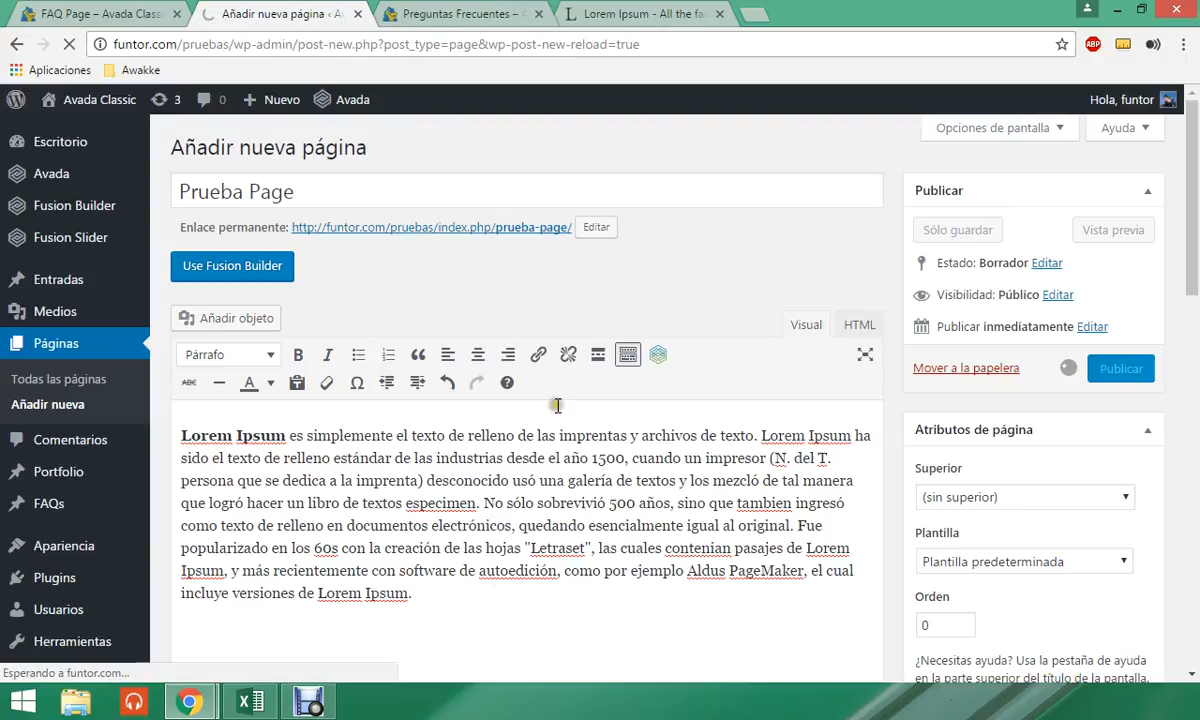 FAQ Page – Avada Classi
Añadir nueva página ‹ A
Preguntas Frecuentes – A
Lorem Ipsum - All the fa
funtor.com/pruebas/wp-admin/post-new.php?post_type=page&wp-post-new-reload=true
ABP
Aplicaciones
Awakke
Avada Classic
3
0
Nuevo
Avada
Hola, funtor
Opciones de pantalla
Ayuda
Escritorio
Avada
Fusion Builder
Fusion Slider
Entradas
Medios
Páginas
Todas las páginas
Añadir nueva
Comentarios
Portfolio
FAQs
Apariencia
Plugins
Usuarios
Herramientas
Añadir nueva página
Prueba Page
Enlace permanente: http://funtor.com/pruebas/index.php/prueba-page/ Editar
Use Fusion Builder
Añadir objeto
Visual
HTML
Párrafo
B I
ABC
A
Lorem Ipsum es simplemente el texto de relleno de las imprentas y archivos de texto. Lorem Ipsum ha
sido el texto de relleno estándar de las industrias desde el año 1500, cuando un impresor (N. del T.
persona que se dedica a la imprenta) desconocido usó una galería de textos y los mezcló de tal manera
que logró hacer un libro de textos especimen. No sólo sobrevivió 500 años, sino que tambien ingresó
como texto de relleno en documentos electrónicos, quedando esencialmente igual al original. Fue
popularizado en los 60s con la creación de las hojas "Letraset", las cuales contenian pasajes de Lorem
Ipsum, y más recientemente con software de autoedición, como por ejemplo Aldus PageMaker, el cual
incluye versiones de Lorem Ipsum.
Publicar
Sólo guardar
Vista previa
Estado: Borrador Editar
Visibilidad: Público Editar
Publicar inmediatamente Editar
Mover a la papelera
Publicar
Atributos de página
Superior
(sin superior)
Plantilla
Plantilla predeterminada
Orden
0
¿Necesitas ayuda? Usa la pestaña de ayuda
en la parte superior del título de la pantalla.
Esperando a funtor.com...